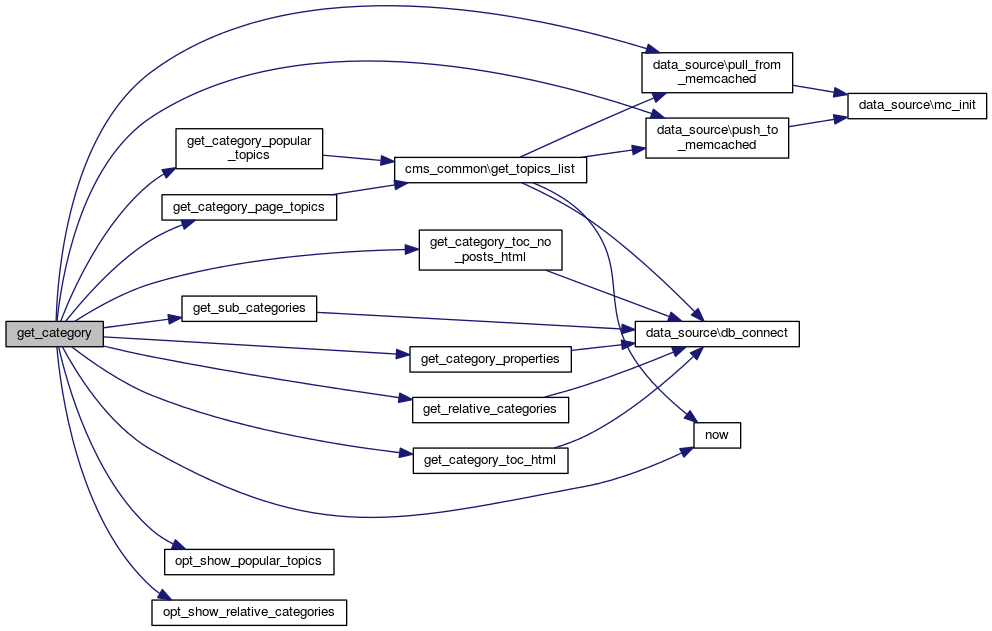 data_source\pull_from
_memcached
data_source\mc_init
data_source\push_to
_memcached
get_category_popular
_topics
cms_common\get_topics_list
get_category_page_topics
get_category_toc_no
_posts_html
get_sub_categories
get_category
data_source\db_connect
get_category_properties
get_relative_categories
now
get_category_toc_html
opt_show_popular_topics
opt_show_relative_categories